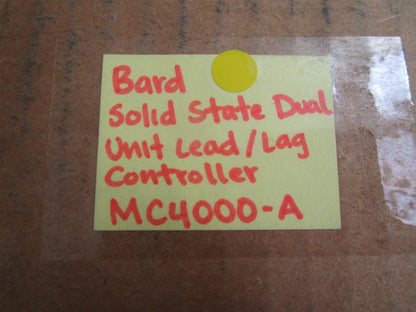 Bard
Solid State Dual
Unit Lead/Lag
Controller
MC4000-A